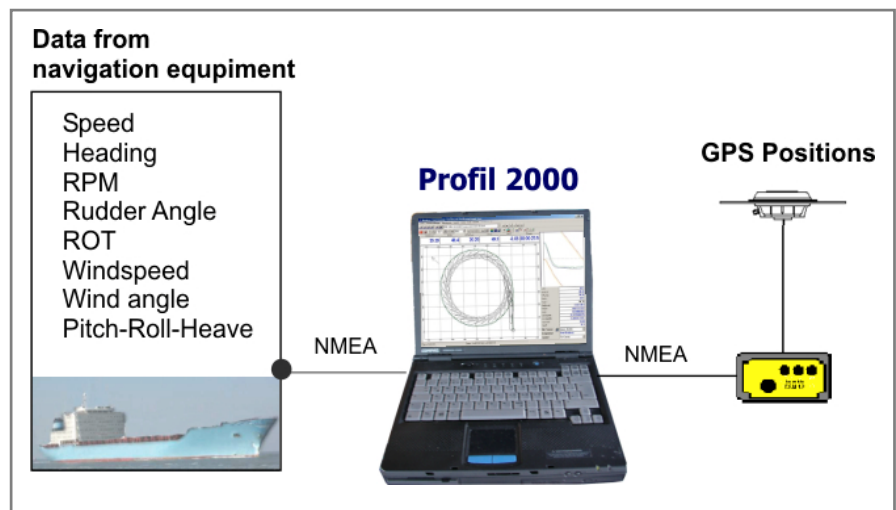 Data from
navigation equpiment
Speed
Heading
RPM
Rudder Angle
ROT
Windspeed
Wind angle
Pitch-Roll-Heave
NMEA
Profil 2000
NMEA
GPS Positions